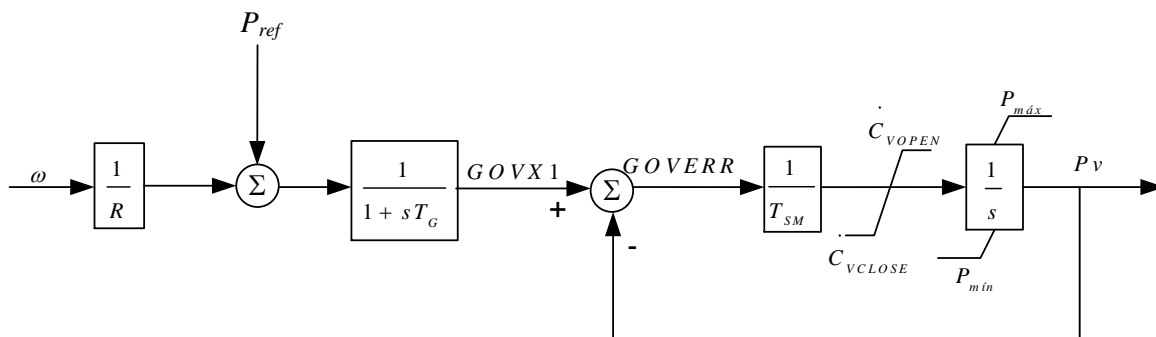 P_ref
ω
1
R
Σ
1
1 + sT_G
GOVX1
+
Σ
-
GOVERR
1
T_SM
Ċ_VOPEN
Ċ_VCLOSE
P_máx
1
s
P_mín
Pv